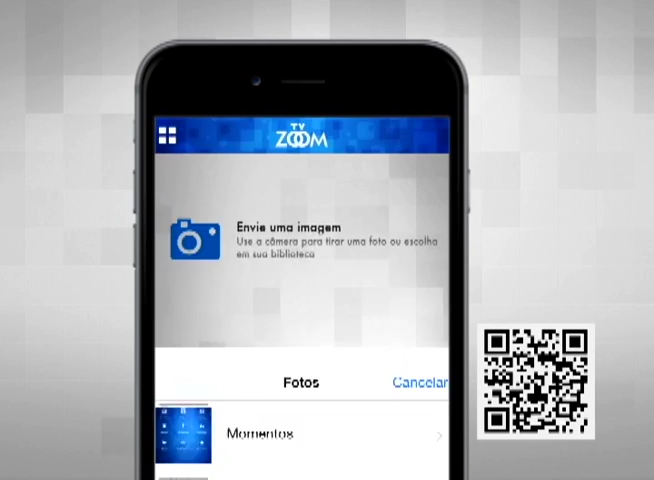 TV
ZOOM
Envie uma imagem
Use a câmera para tirar uma foto ou escolha
em sua biblioteca
Fotos
Cancelar
Momentos